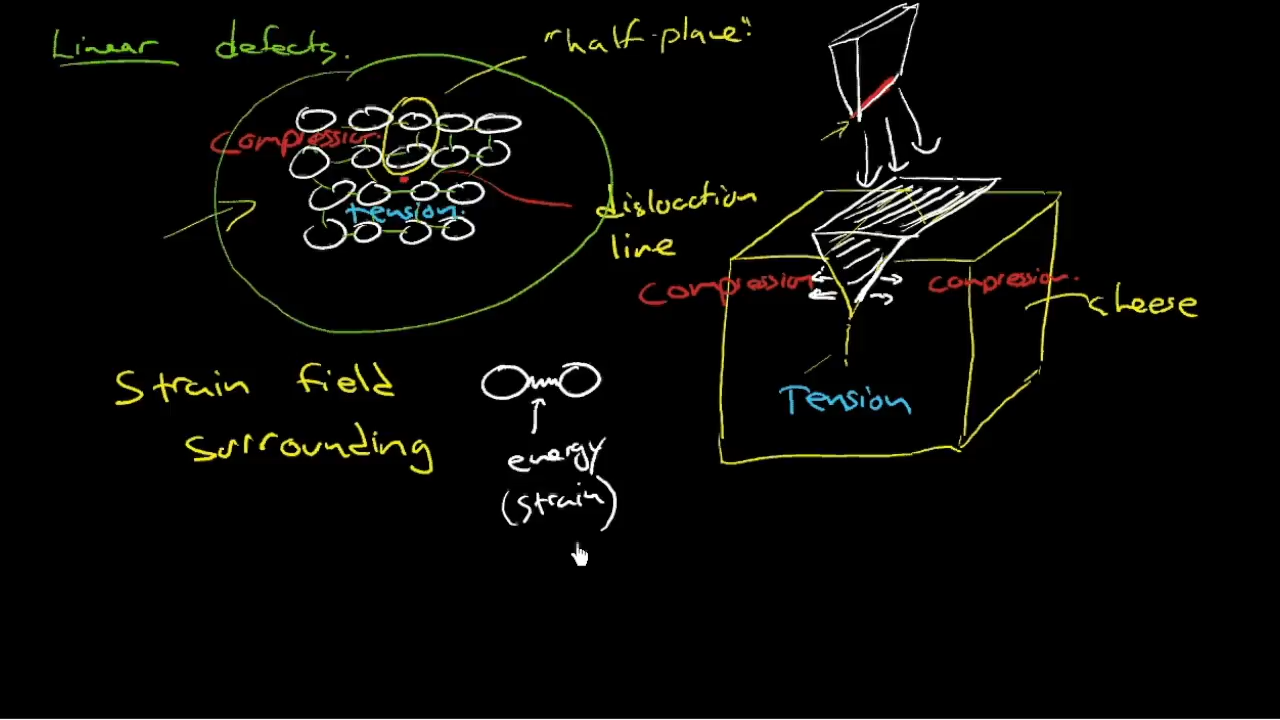 Linear defects.
"half-plane"
compression
tension.
dislocation
line
compression
compression.
cheese
Tension
Strain field
surrounding
energy
(strain)